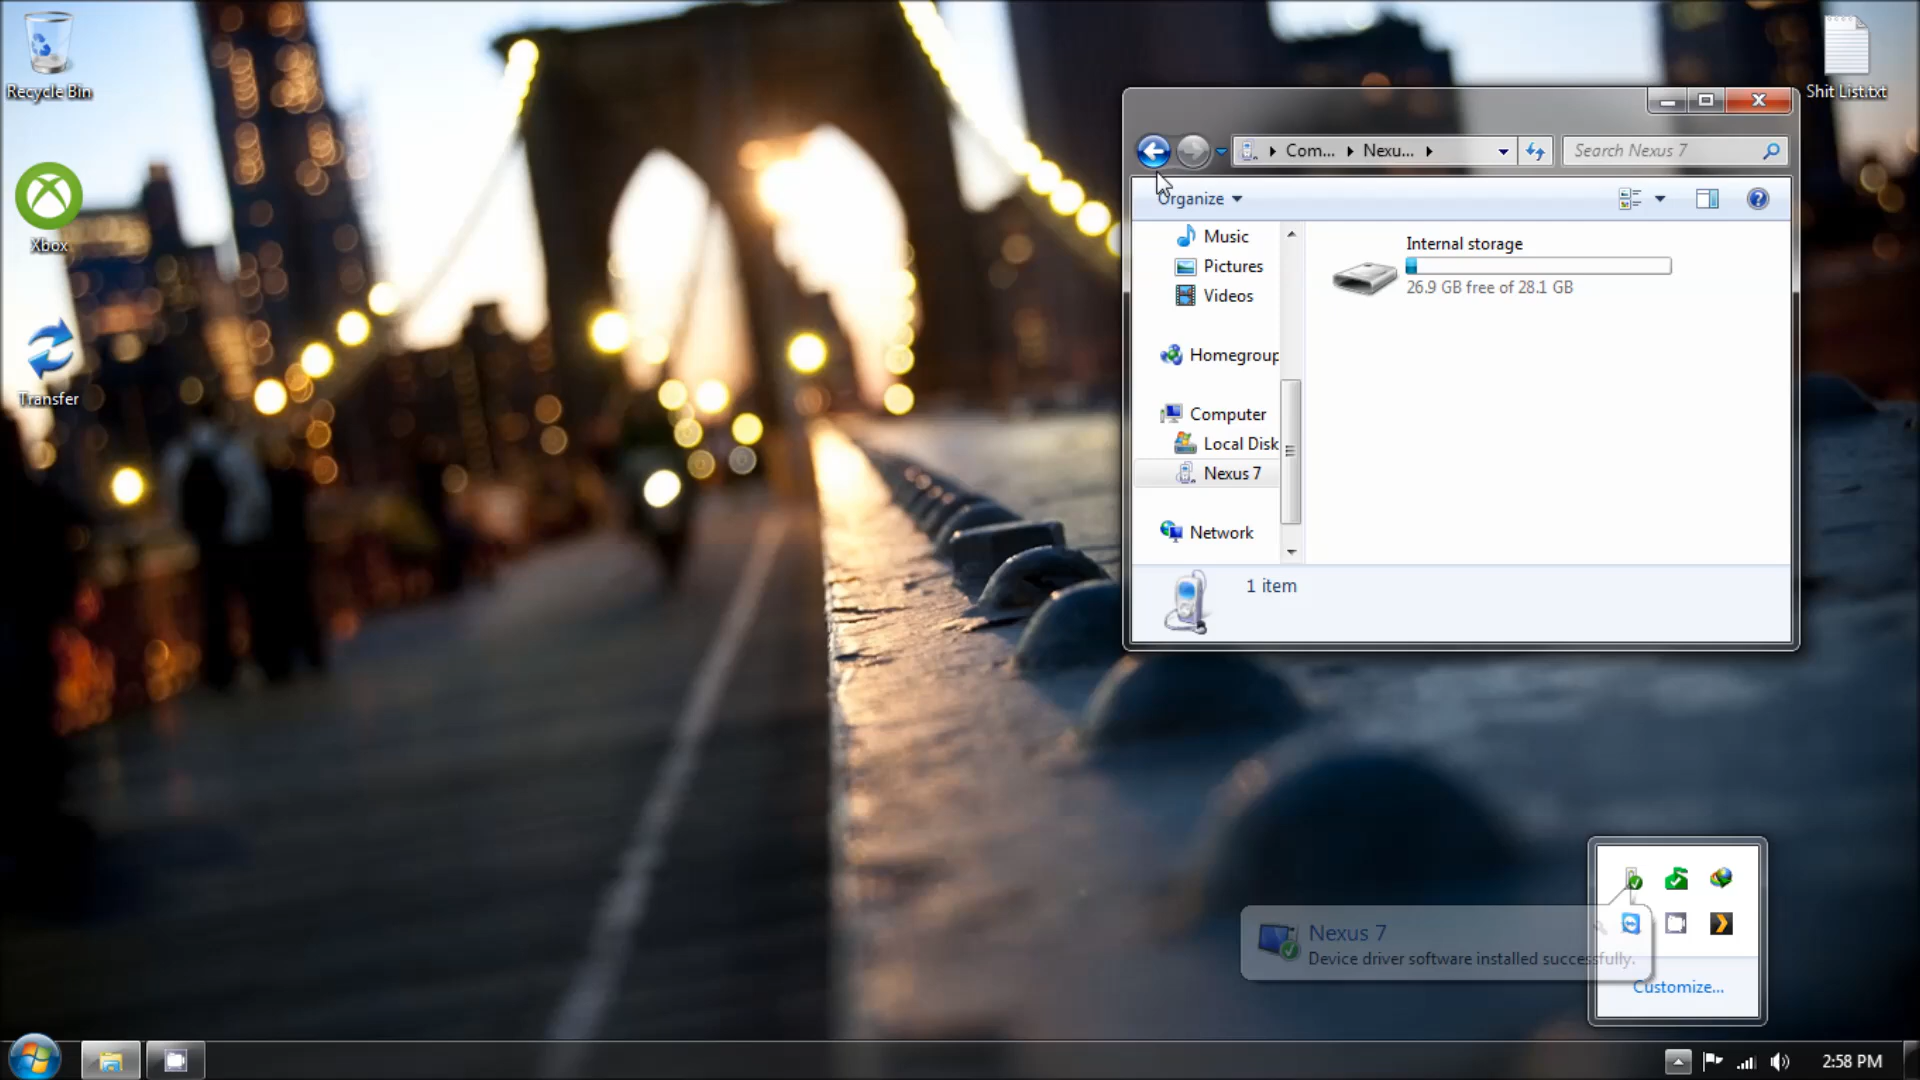 Recycle Bin
Xbox
Transfer
Shit List.txt
Com...
Nexu...
Search Nexus 7
Organize
Music
Pictures
Videos
Homegroup
Computer
Local Disk
Nexus 7
Network
Internal storage
26.9 GB free of 28.1 GB
1 item
Nexus 7
Device driver software installed successfully.
Customize...
2:58 PM